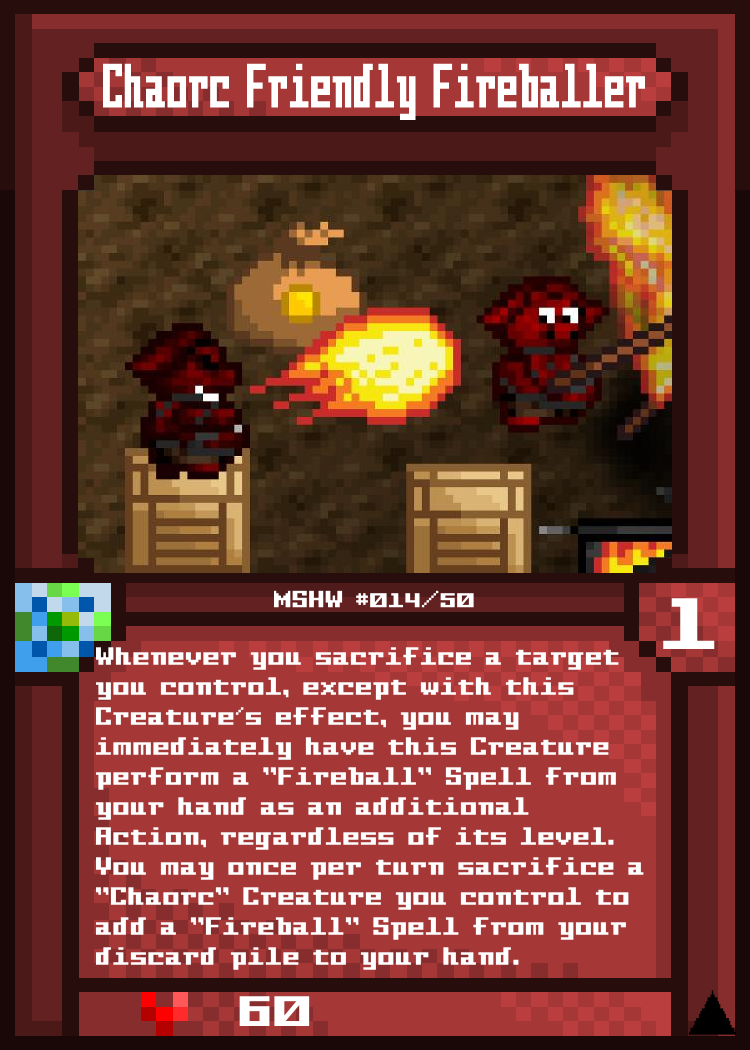 Chaorc Friendly Fireballer
MSHW #014/50
1
Whenever you sacrifice a target
you control, except with this
Creature's effect, you may
immediately have this Creature
perform a "Fireball" Spell from
your hand as an additional
Action, regardless of its level.
You may once per turn sacrifice a
"Chaorc" Creature you control to
add a "Fireball" Spell from your
discard pile to your hand.
60